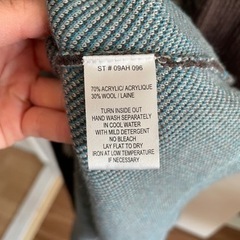 ST # 09AH 096
70% ACRYLIC/ ACRYLIQUE
30% WOOL / LAINE
TURN INSIDE OUT
HAND WASH SEPARATELY
IN COOL WATER
WITH MILD DETERGENT
NO BLEACH
LAY FLAT TO DRY
IRON AT LOW TEMPERATURE
IF NECESSARY